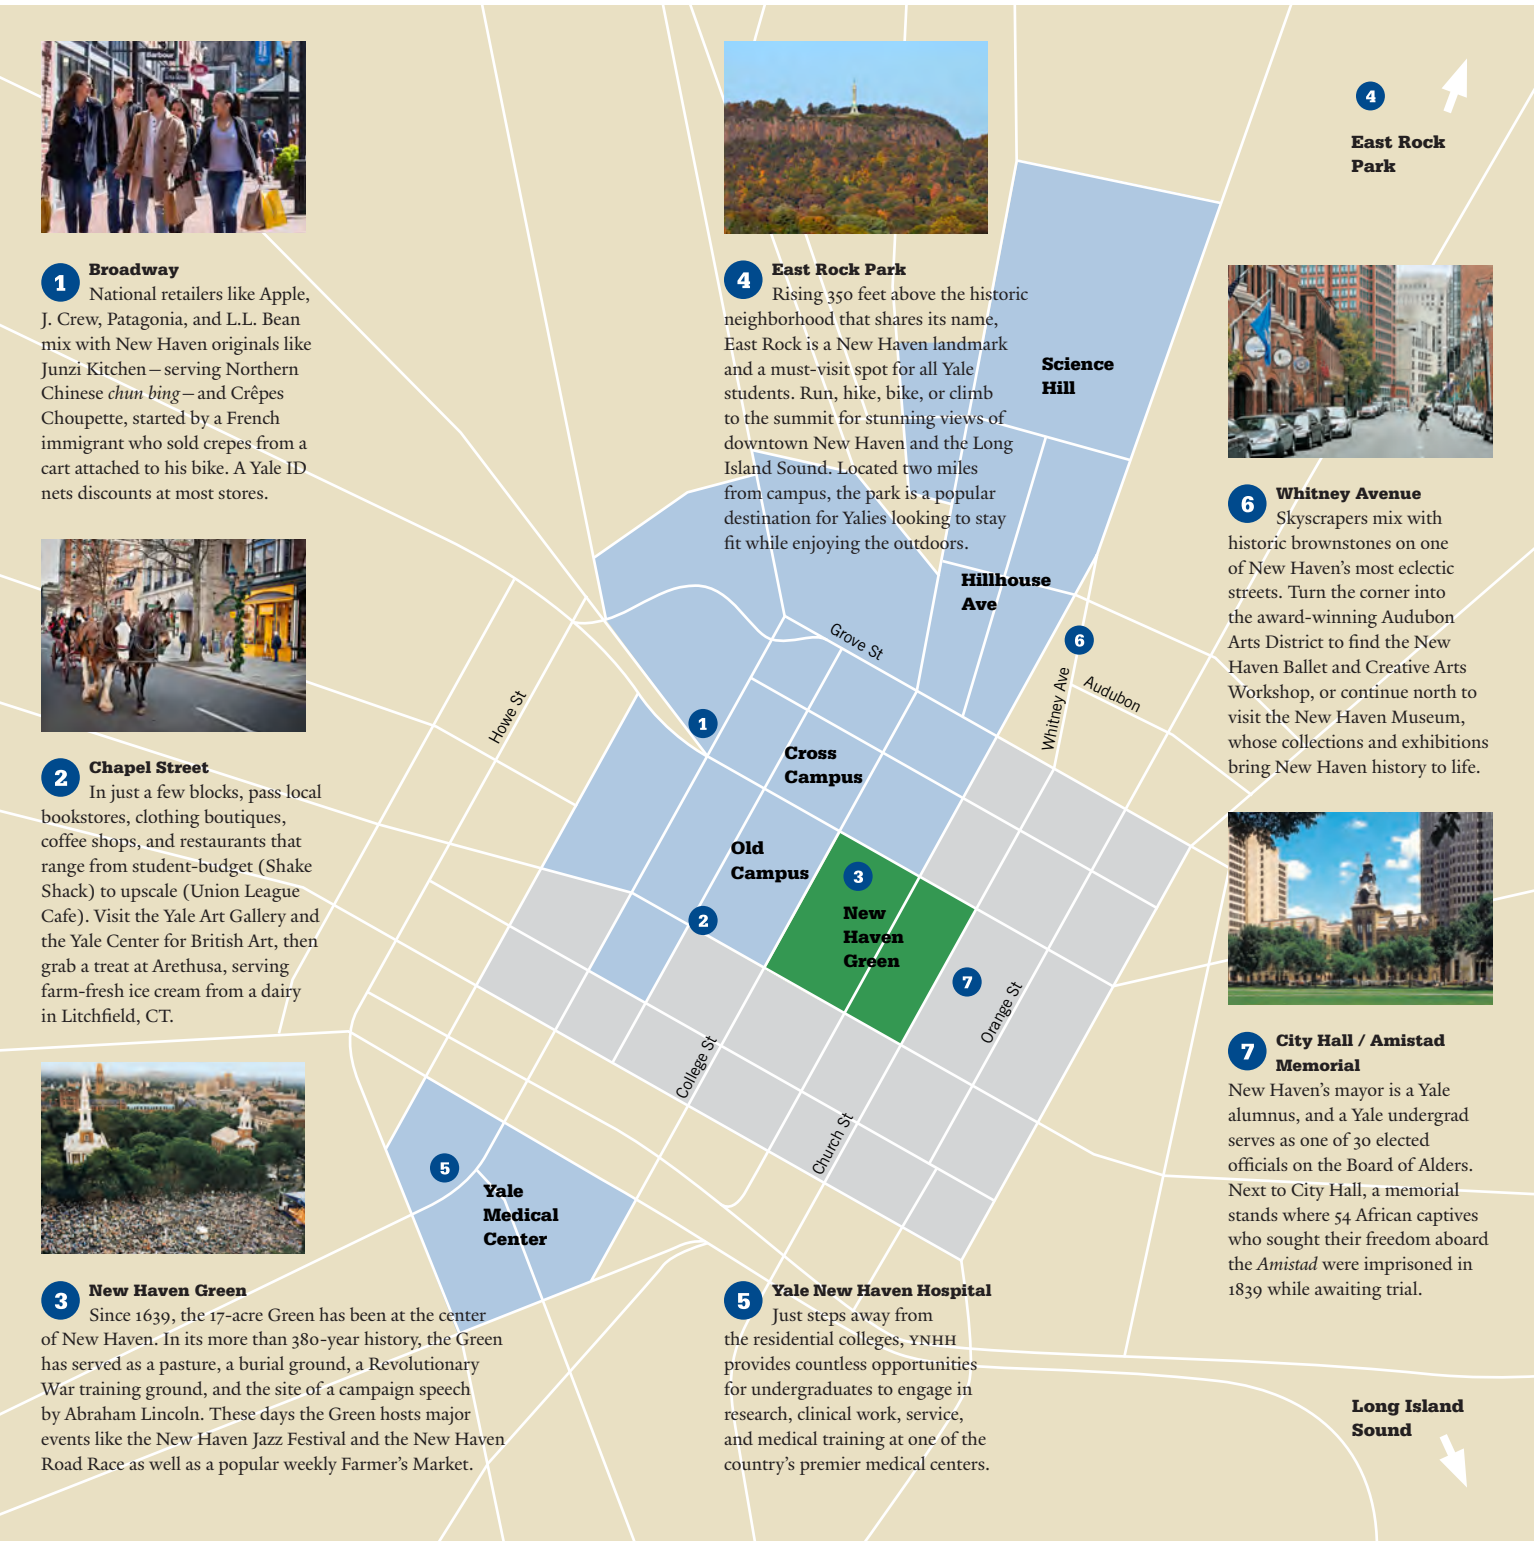 Barbour
1
Broadway
National retailers like Apple,
J. Crew, Patagonia, and L.L. Bean
mix with New Haven originals like
Junzi Kitchen—serving Northern
Chinese chun bing—and Crêpes
Choupette, started by a French
immigrant who sold crepes from a
cart attached to his bike. A Yale ID
nets discounts at most stores.
2
Chapel Street
In just a few blocks, pass local
bookstores, clothing boutiques,
coffee shops, and restaurants that
range from student-budget (Shake
Shack) to upscale (Union League
Cafe). Visit the Yale Art Gallery and
the Yale Center for British Art, then
grab a treat at Arethusa, serving
farm-fresh ice cream from a dairy
in Litchfield, CT.
3
New Haven Green
Since 1639, the 17-acre Green has been at the center
of New Haven. In its more than 380-year history, the Green
has served as a pasture, a burial ground, a Revolutionary
War training ground, and the site of a campaign speech
by Abraham Lincoln. These days the Green hosts major
events like the New Haven Jazz Festival and the New Haven
Road Race as well as a popular weekly Farmer's Market.
4
East Rock Park
Rising 350 feet above the historic
neighborhood that shares its name,
East Rock is a New Haven landmark
and a must-visit spot for all Yale
students. Run, hike, bike, or climb
to the summit for stunning views of
downtown New Haven and the Long
Island Sound. Located two miles
from campus, the park is a popular
destination for Yalies looking to stay
fit while enjoying the outdoors.
5
Yale New Haven Hospital
Just steps away from
the residential colleges, YNHH
provides countless opportunities
for undergraduates to engage in
research, clinical work, service,
and medical training at one of the
country's premier medical centers.
6
Whitney Avenue
Skyscrapers mix with
historic brownstones on one
of New Haven's most eclectic
streets. Turn the corner into
the award-winning Audubon
Arts District to find the New
Haven Ballet and Creative Arts
Workshop, or continue north to
visit the New Haven Museum,
whose collections and exhibitions
bring New Haven history to life.
7
City Hall / Amistad
Memorial
New Haven's mayor is a Yale
alumnus, and a Yale undergrad
serves as one of 30 elected
officials on the Board of Alders.
Next to City Hall, a memorial
stands where 54 African captives
who sought their freedom aboard
the Amistad were imprisoned in
1839 while awaiting trial.
4
East Rock
Park
Science
Hill
Hillhouse
Ave
6
Grove St
Whitney Ave
Audubon
Howe St
1
Cross
Campus
Old
Campus
2
3
New
Haven
Green
7
Orange St
College St
Church St
5
Yale
Medical
Center
Long Island
Sound